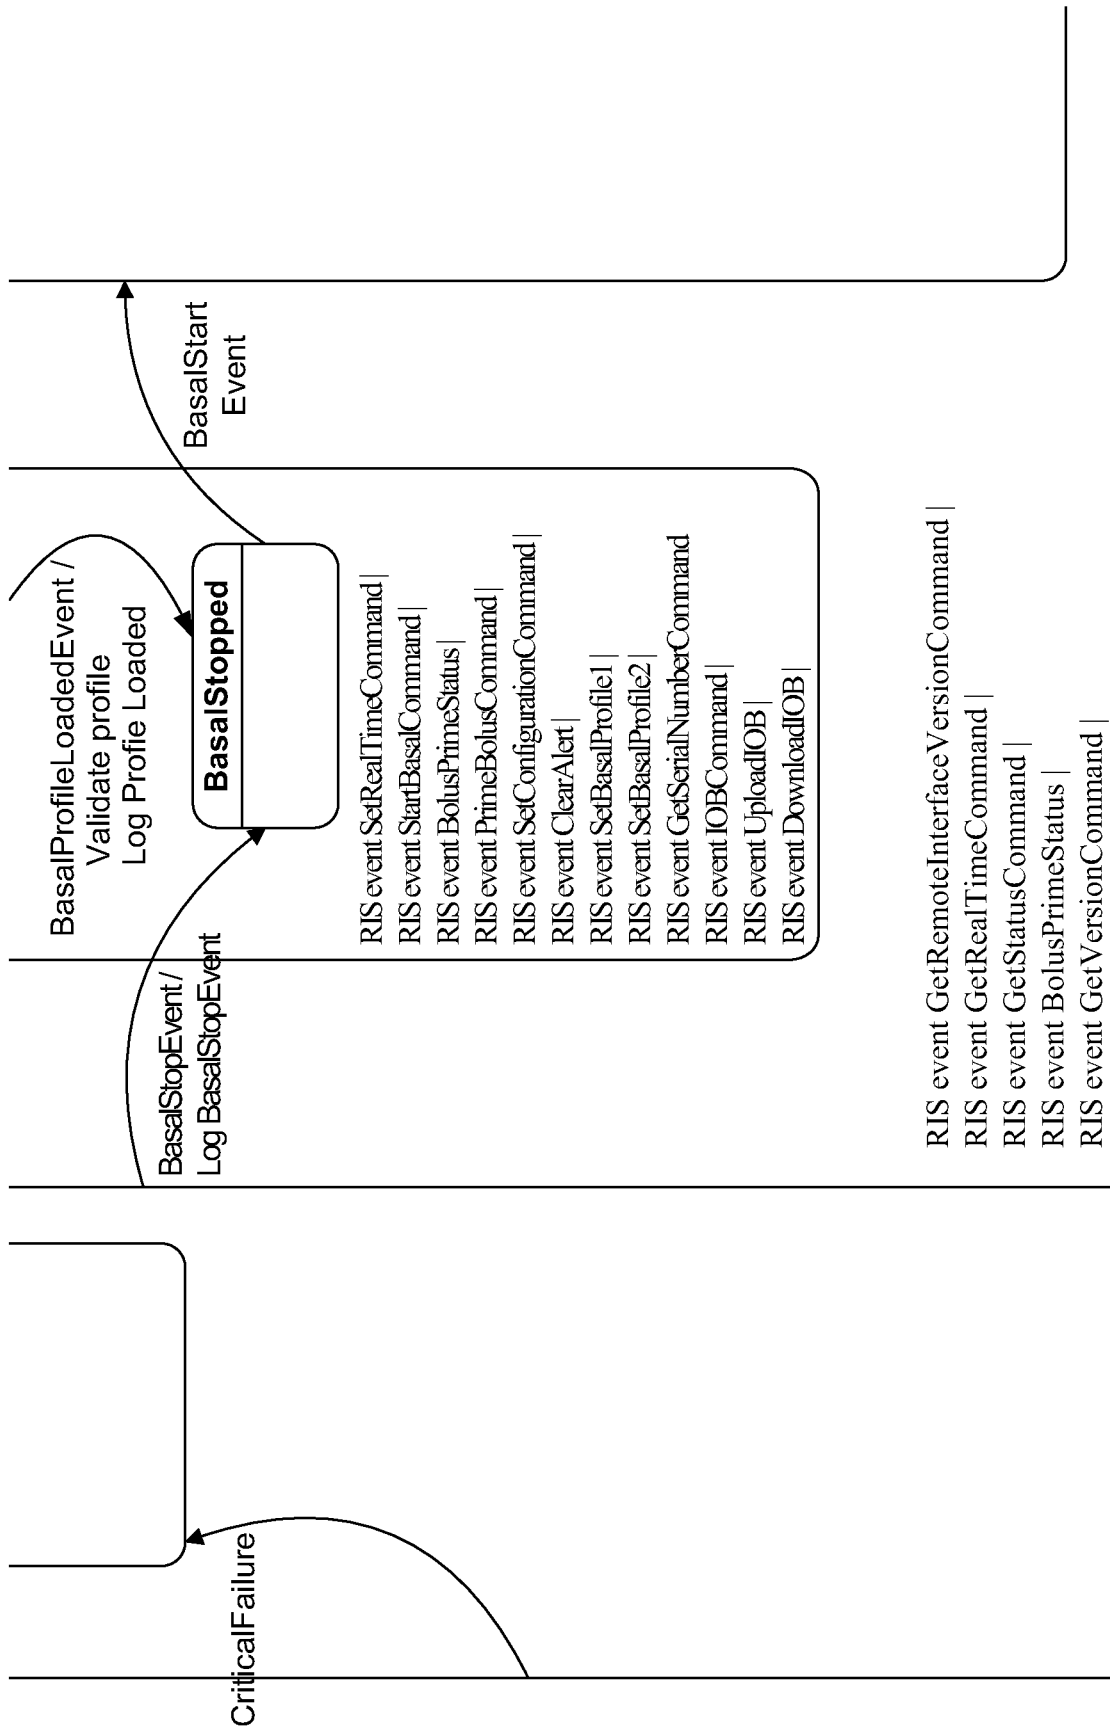 BasalProfileLoadedEvent /
Validate profile
Log Profie Loaded
BasalStopped
BasalStart
Event
BasalStopEvent /
Log BasalStopEvent
RIS event SetRealTimeCommand |
RIS event StartBasalCommand |
RIS event BolusPrimeStatus |
RIS event PrimeBolusCommand |
RIS event SetConfigurationCommand |
RIS event ClearAlert |
RIS event SetBasalProfile1 |
RIS event SetBasalProfile2 |
RIS event GetSerialNumberCommand
RIS event IOBCommand |
RIS event UploadIOB |
RIS event DownloadIOB |
CriticalFailure
RIS event GetRemoteInterfaceVersionCommand |
RIS event GetRealTimeCommand |
RIS event GetStatusCommand |
RIS event BolusPrimeStatus |
RIS event GetVersionCommand |